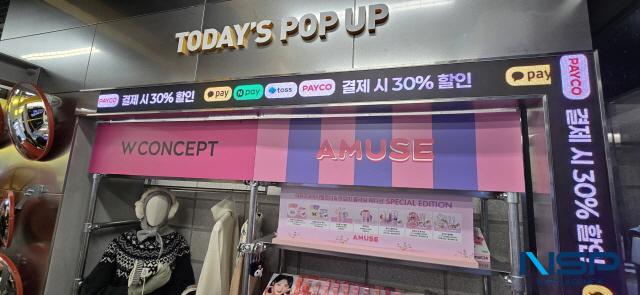 TODAY'S POP UP
PAYCO 결제 시 30% 할인 pay N pay toss PAYCO 결제 시 30% 할인 pay
PAYCO 결제 시 30% 할인
W CONCEPT
AMUSE
SPECIAL EDITION
AMUSE
NSP